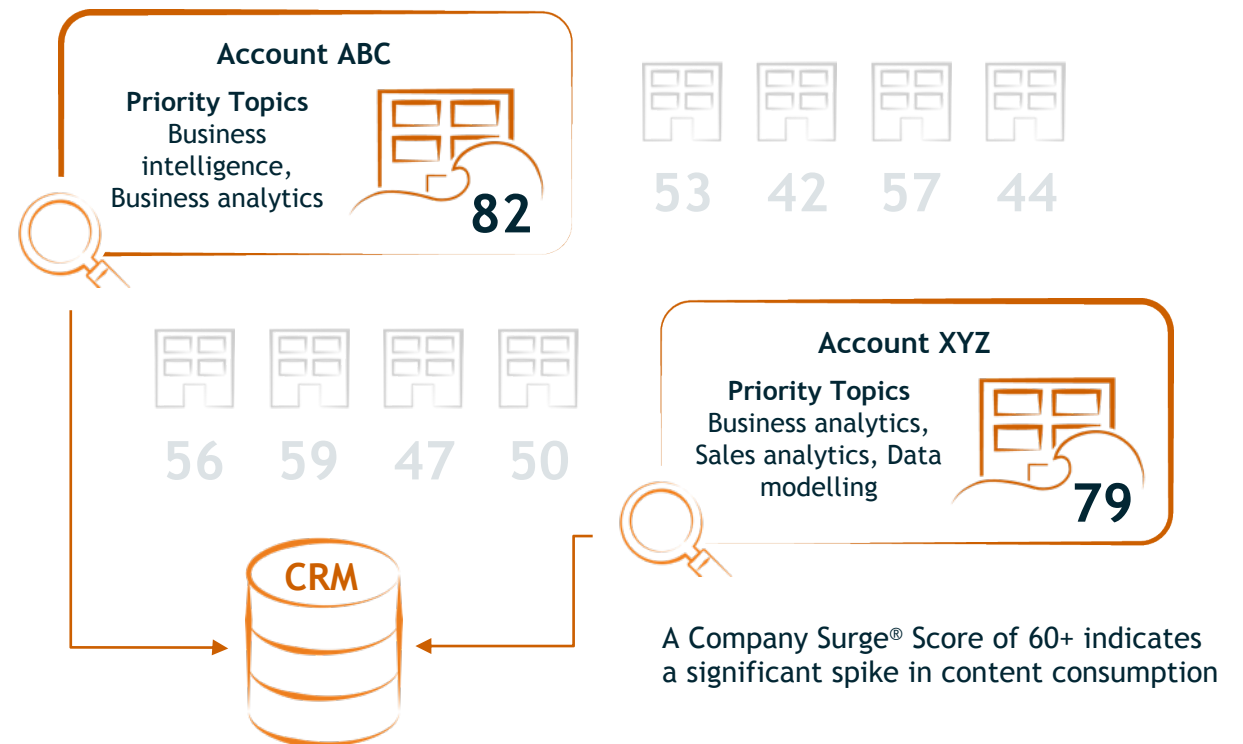 Account ABC
Priority Topics
Business
intelligence,
Business analytics
82
53 42 57 44
56 59 47 50
Account XYZ
Priority Topics
Business analytics,
Sales analytics, Data
modelling
79
CRM
A Company Surge® Score of 60+ indicates
a significant spike in content consumption